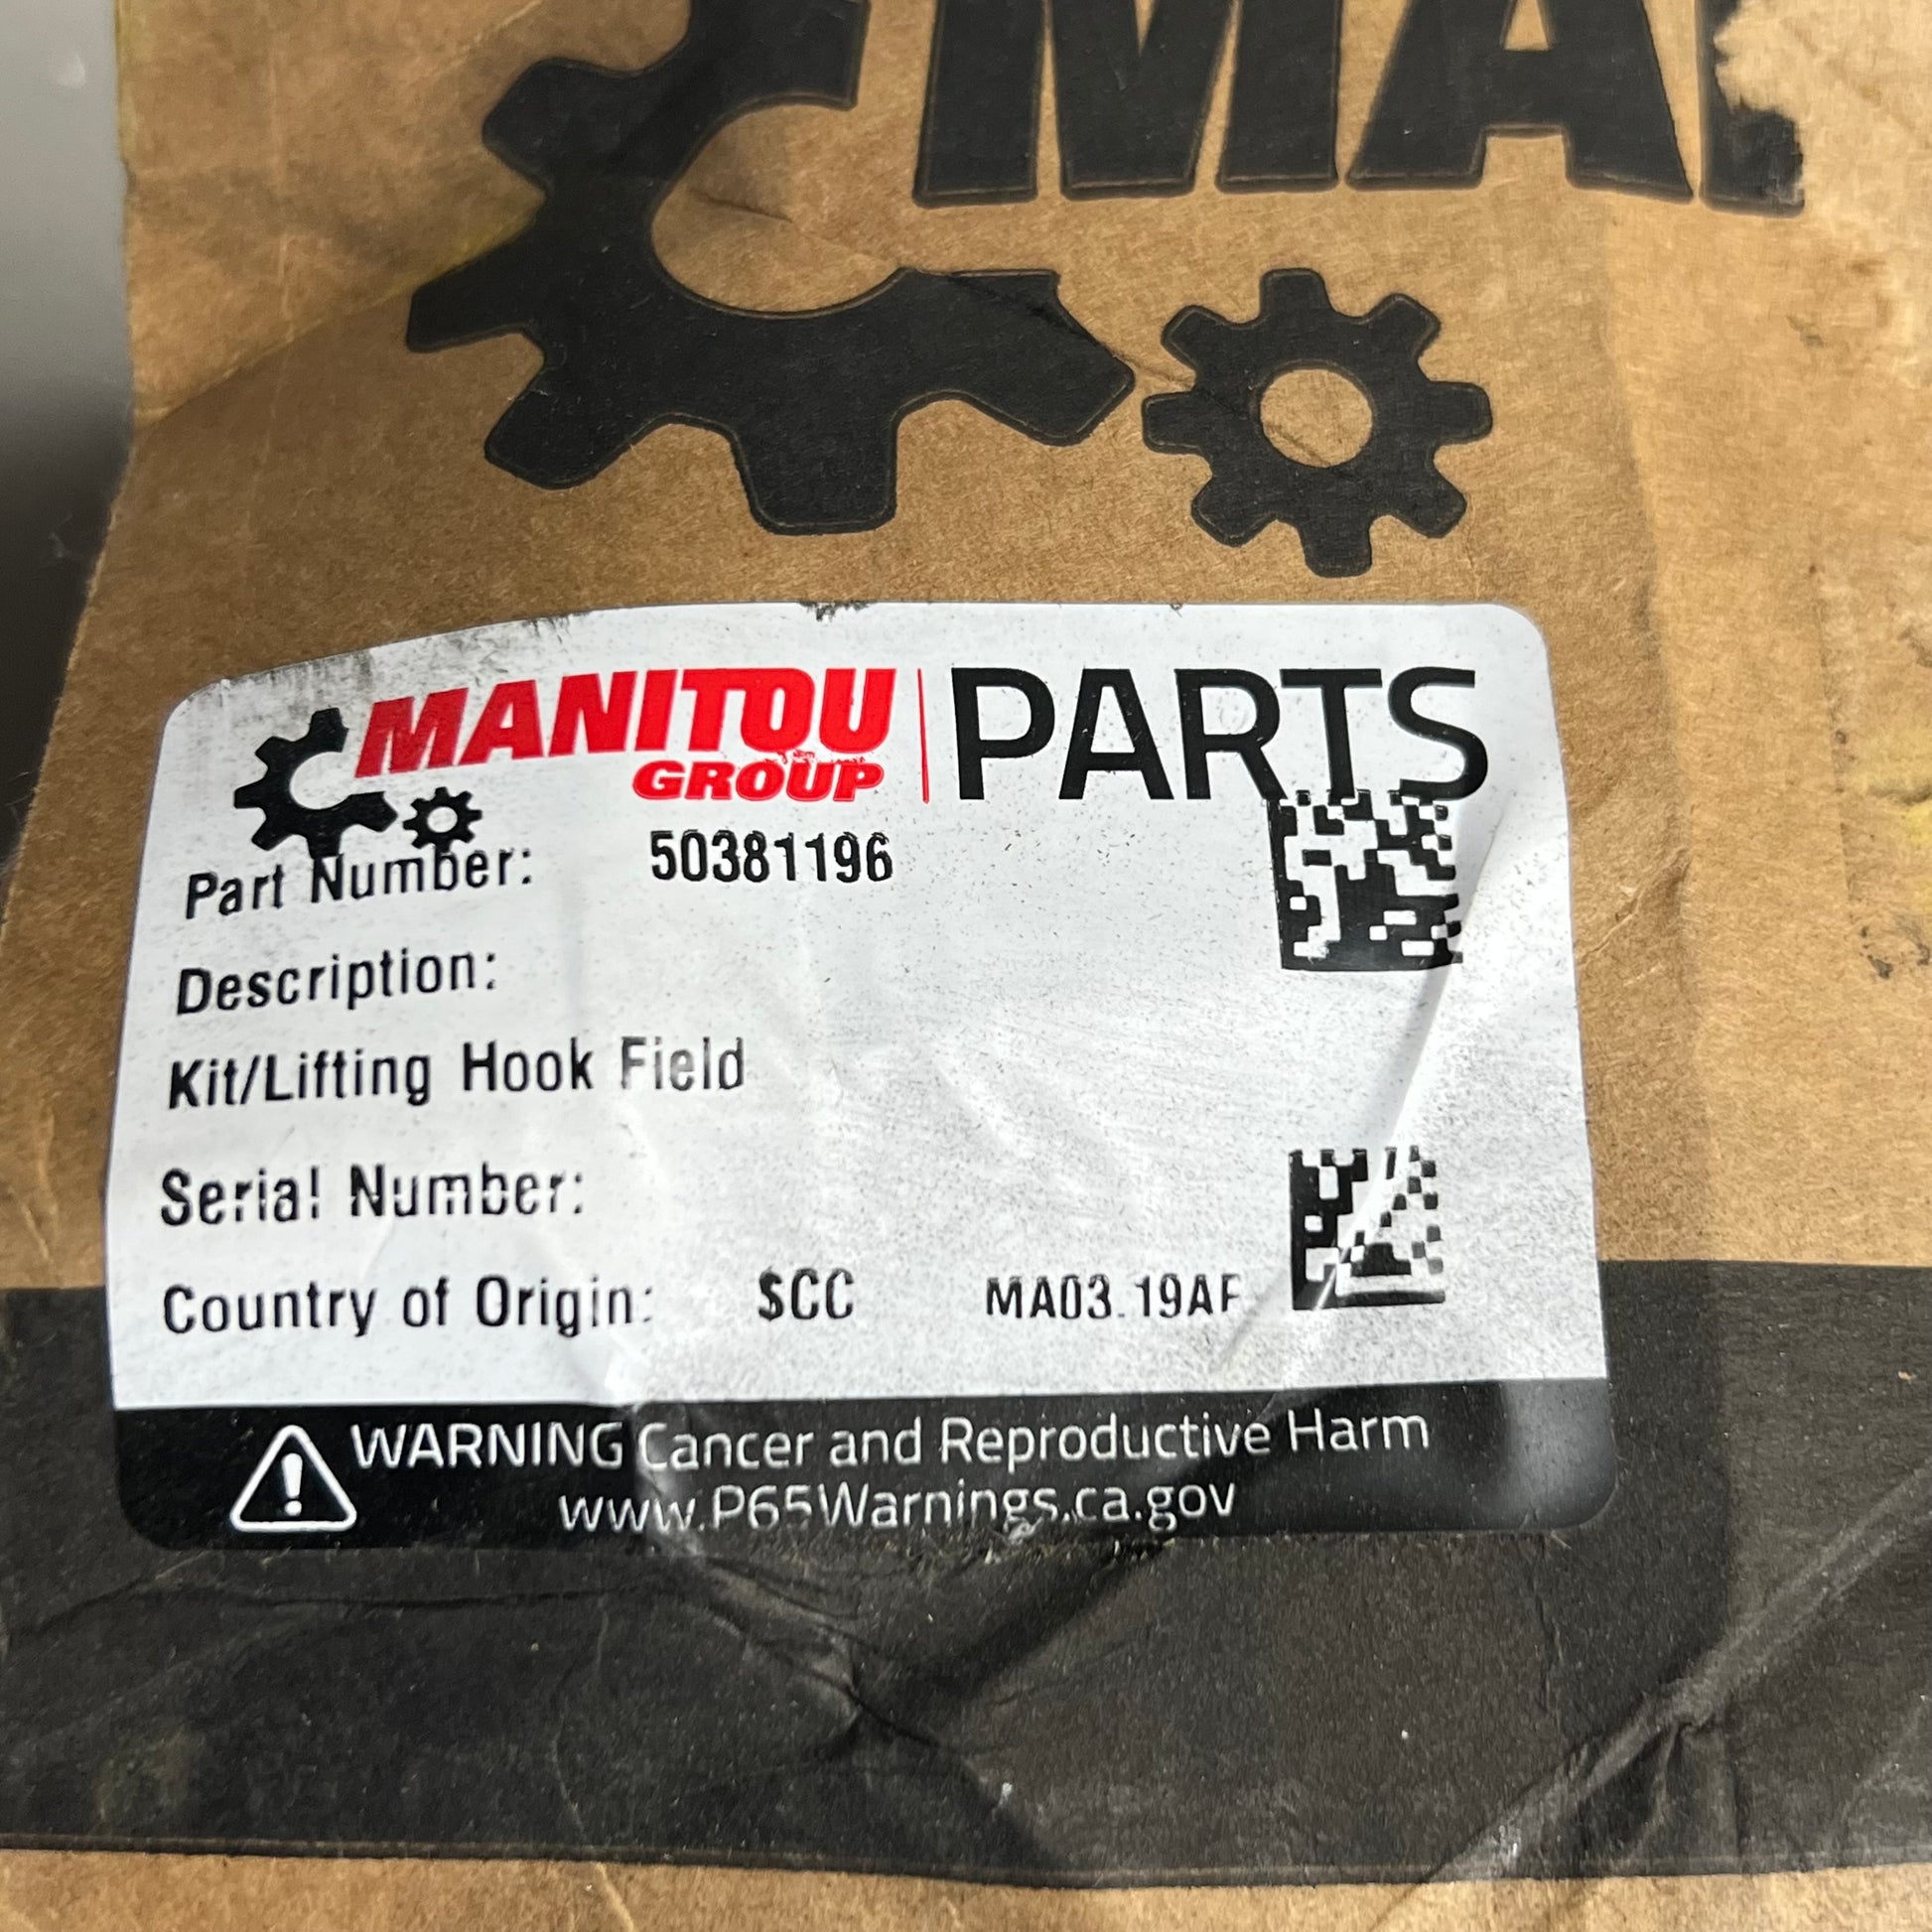 MANITOU | PARTS
GROUP
Part Number: 50381196
Description:
Kit/Lifting Hook Field
Serial Number:
Country of Origin: $CC MA03.19AF
WARNING Cancer and Reproductive Harm
www.P65Warnings.ca.gov